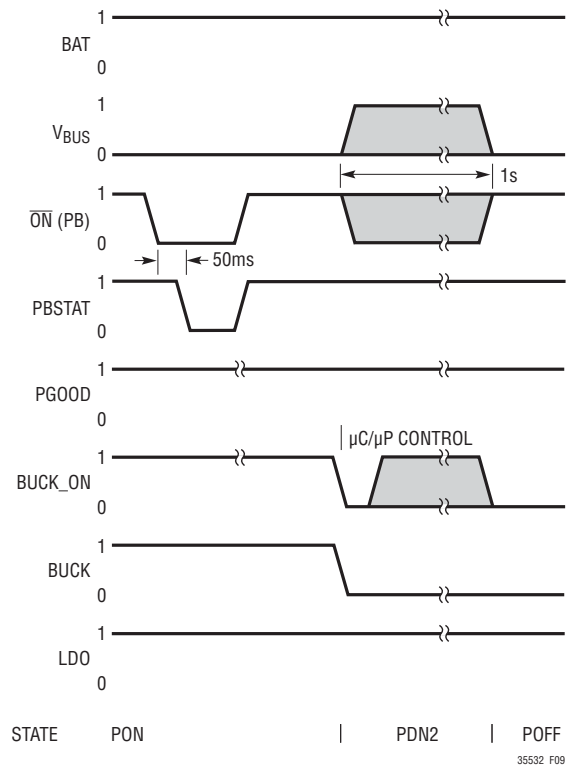 1
BAT
0
1
VBUS
0
1s
1
ON (PB)
0
50ms
1
PBSTAT
0
1
PGOOD
0
µC/µP CONTROL
1
BUCK_ON
0
1
BUCK
0
1
LDO
0
STATE PON PDN2 POFF
35532 F09